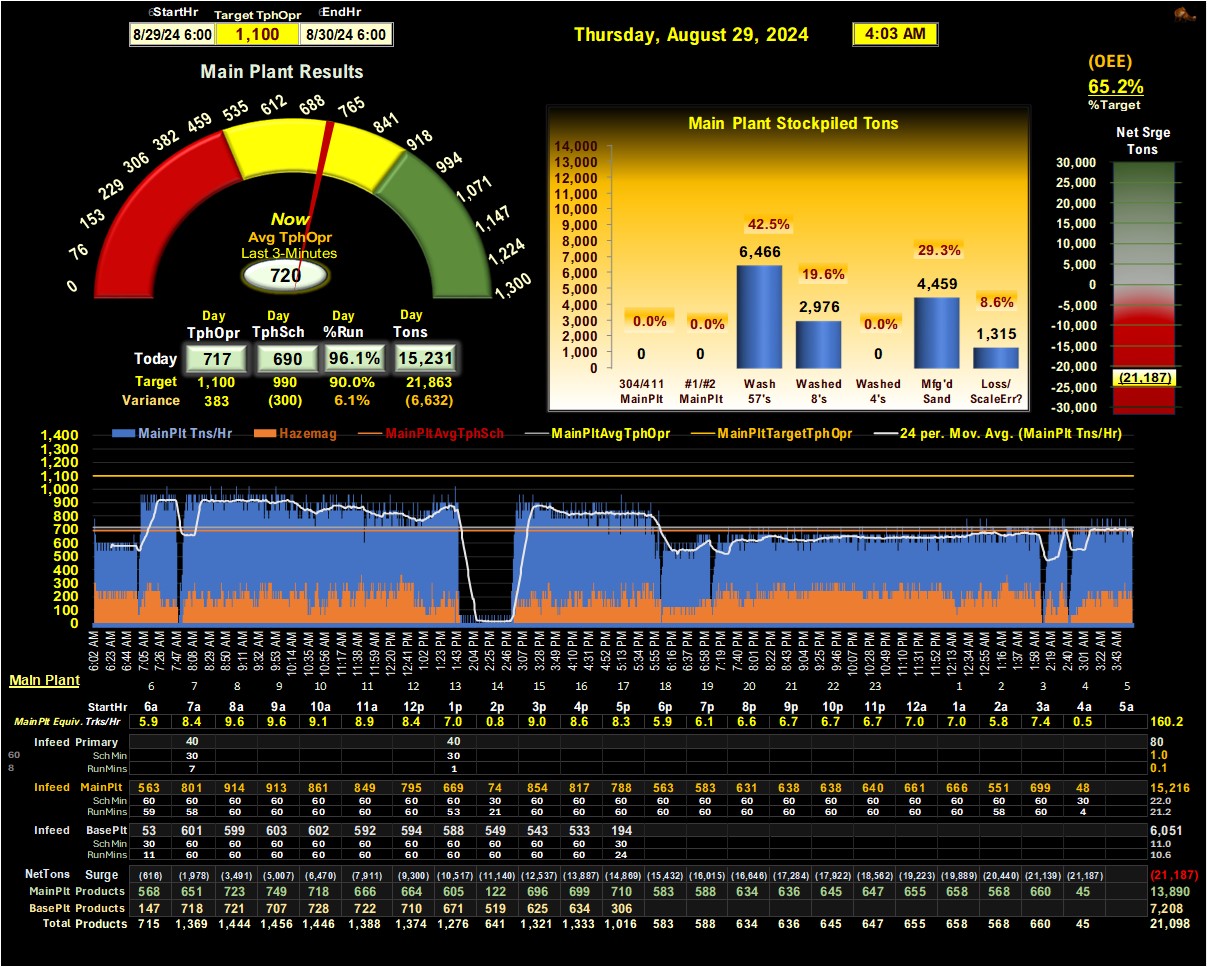 StartHr Target TphOpr EndHr
8/29/24 6:00 1,100 8/30/24 6:00
Thursday, August 29, 2024 4:03 AM
Main Plant Results
0 76 153 229 306 382 459 535 612 688 765 841 918 994 1,071 1,147 1,224 1,300
Now
Avg TphOpr
Last 3-Minutes
720
Day Day Day Day
TphOpr TphSch %Run Tons
Today 717 690 96.1% 15,231
Target 1,100 990 90.0% 21,863
Variance 383 (300) 6.1% (6,632)
Main Plant Stockpiled Tons
14,000
13,000
12,000
11,000
10,000
9,000
8,000
7,000
6,000
5,000
4,000
3,000
2,000
1,000
0
0.0% 0.0% 42.5% 19.6% 0.0% 29.3% 8.6%
0 0 6,466 2,976 0 4,459 1,315
304/411 #1/#2 Wash Washed Washed Mfg'd Loss/
MainPlt MainPlt 57's 8's 4's Sand ScaleErr?
(OEE)
65.2%
%Target
Net Srge
Tons
30,000
25,000
20,000
15,000
10,000
5,000
0
-5,000
-10,000
-15,000
-20,000
(21,187)
-25,000
-30,000
MainPlt Tns/Hr Hazemag MainPltAvgTphSch MainPltAvgTphOpr MainPltTargetTphOpr 24 per. Mov. Avg. (MainPlt Tns/Hr)
1,400
1,300
1,200
1,100
1,000
900
800
700
600
500
400
300
200
100
0
6:02 AM 6:23 AM 6:44 AM 7:05 AM 7:26 AM 7:47 AM 8:08 AM 8:29 AM 8:50 AM 9:11 AM 9:32 AM 9:53 AM 10:14 AM 10:35 AM 10:56 AM 11:17 AM 11:38 AM 11:59 AM 12:20 PM 12:41 PM 1:02 PM 1:23 PM 1:43 PM 2:04 PM 2:25 PM 2:46 PM 3:07 PM 3:28 PM 3:49 PM 4:10 PM 4:31 PM 4:52 PM 5:13 PM 5:34 PM 5:55 PM 6:16 PM 6:37 PM 6:58 PM 7:19 PM 7:40 PM 8:01 PM 8:22 PM 8:43 PM 9:04 PM 9:25 PM 9:46 PM 10:07 PM 10:28 PM 10:49 PM 11:10 PM 11:31 PM 11:52 PM 12:13 AM 12:34 AM 12:55 AM 1:16 AM 1:37 AM 1:58 AM 2:19 AM 2:40 AM 3:01 AM 3:22 AM 3:43 AM
Main Plant
6 7 8 9 10 11 12 13 14 15 16 17 18 19 20 21 22 23 1 2 3 4 5
StartHr 6a 7a 8a 9a 10a 11a 12p 1p 2p 3p 4p 5p 6p 7p 8p 9p 10p 11p 12a 1a 2a 3a 4a 5a
MainPlt Equiv. Trks/Hr 5.9 8.4 9.6 9.6 9.1 8.9 8.4 7.0 0.8 9.0 8.6 8.3 5.9 6.1 6.6 6.7 6.7 6.7 7.0 7.0 5.8 7.4 0.5 160.2
Infeed Primary 40 40 80
60 Sch Min 30 30 1.0
8 RunMins 7 1 0.1
Infeed MainPlt 563 801 914 913 861 849 795 669 74 854 817 788 563 583 631 638 638 640 661 666 551 699 48 15,216
Sch Min 60 60 60 60 60 60 60 60 30 60 60 60 60 60 60 60 60 60 60 60 60 60 30 22.0
RunMins 59 58 60 60 60 60 60 53 21 60 60 60 60 60 60 60 60 60 60 60 58 60 4 21.2
Infeed BasePlt 53 601 599 603 602 592 594 588 549 543 533 194 6,051
Sch Min 30 60 60 60 60 60 60 60 60 60 60 30 11.0
RunMins 11 60 60 60 60 60 60 60 60 60 60 24 10.6
NetTons Surge (616) (1,978) (3,491) (5,007) (6,470) (7,911) (9,300) (10,517) (11,140) (12,537) (13,887) (14,869) (15,432) (16,015) (16,646) (17,284) (17,922) (18,562) (19,223) (19,889) (20,440) (21,139) (21,187) (21,187)
MainPlt Products 568 651 723 749 718 666 664 605 122 696 699 710 583 588 634 636 645 647 655 658 568 660 45 13,890
BasePlt Products 147 718 721 707 728 722 710 671 519 625 634 306 7,208
Total Products 715 1,369 1,444 1,456 1,446 1,388 1,374 1,276 641 1,321 1,333 1,016 583 588 634 636 645 647 655 658 568 660 45 21,098